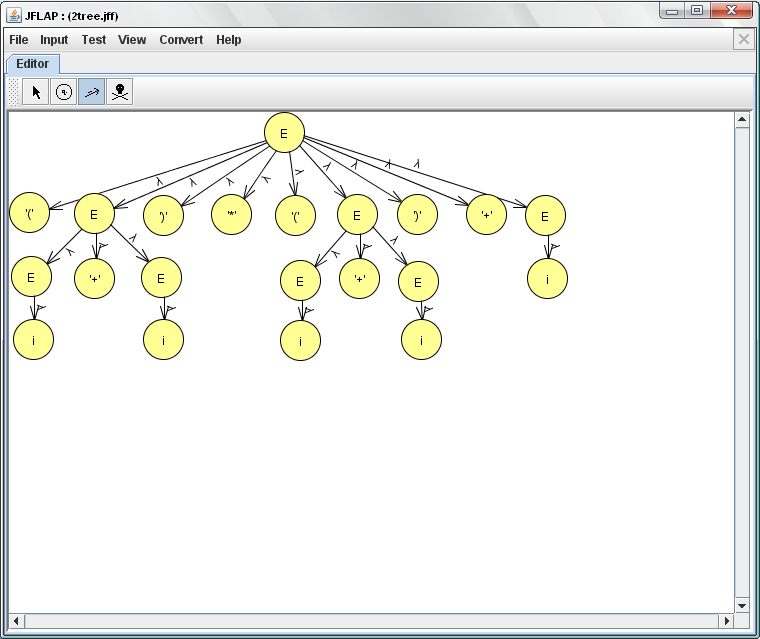 JFLAP : (2tree.jff)
File Input Test View Convert Help
Editor
E
λ λ λ λ λ λ λ λ λ
'(' E ')' '*' '(' E ')' '+' E
λ λ λ λ λ λ λ
E '+' E E '+' E i
λ λ λ λ
i i i i